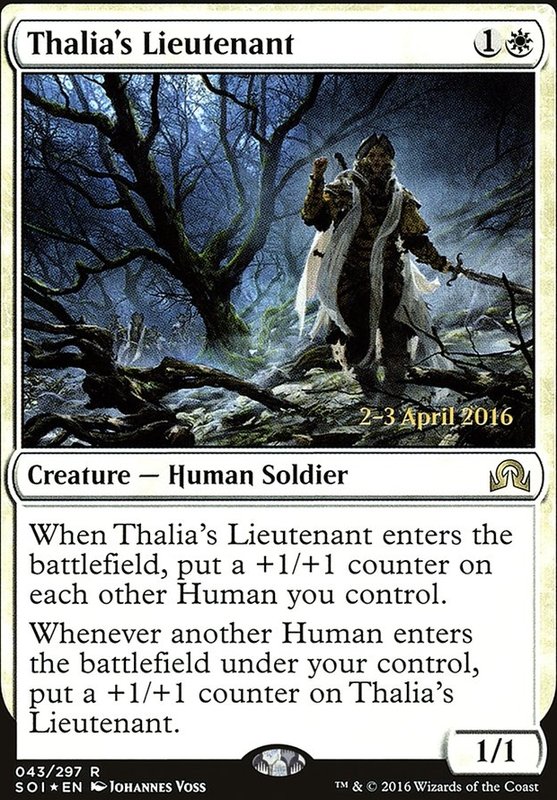 Thalia's Lieutenant 1
2-3 April 2016
Creature — Human Soldier
When Thalia's Lieutenant enters the
battlefield, put a +1/+1 counter on
each other Human you control.
Whenever another Human enters
the battlefield under your control,
put a +1/+1 counter on Thalia's
Lieutenant.
1/1
043/297 R
SOI★EN Johannes Voss
™ & © 2016 Wizards of the Coast